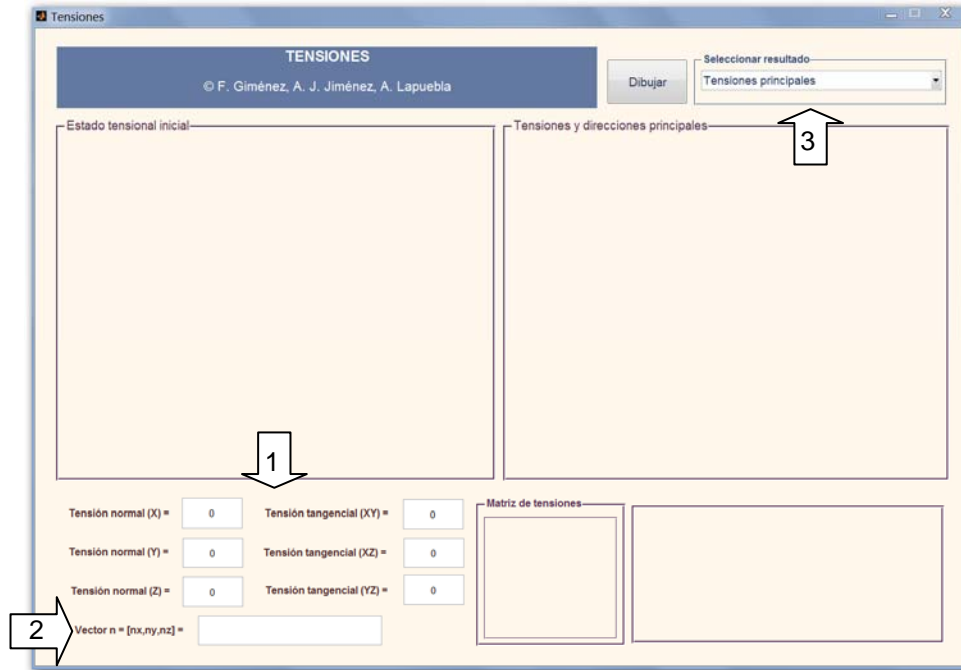 Tensiones
TENSIONES
© F. Giménez, A. J. Jiménez, A. Lapuebla
Dibujar
Seleccionar resultado
Tensiones principales
3
Estado tensional inicial
Tensiones y direcciones principales
1
Tensión normal (X) = 0
Tensión tangencial (XY) = 0
Tensión normal (Y) = 0
Tensión tangencial (XZ) = 0
Tensión normal (Z) = 0
Tensión tangencial (YZ) = 0
2
Vector n = [nx,ny,nz] =
Matriz de tensiones